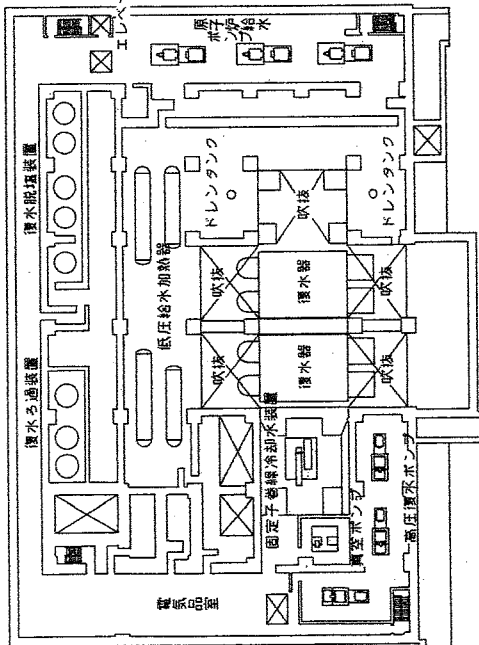 復水脱塩装置
復水ろ過装置
エレベ
原子炉給水
ポンプ
低圧給水加熱器
ドレンタンク
ドレンタンク
吹抜
吹抜
吹抜
吹抜
吹抜
復水器
復水器
固定子巻線冷却水装置
真空ポンプ
高圧復水ポンプ
電気品室